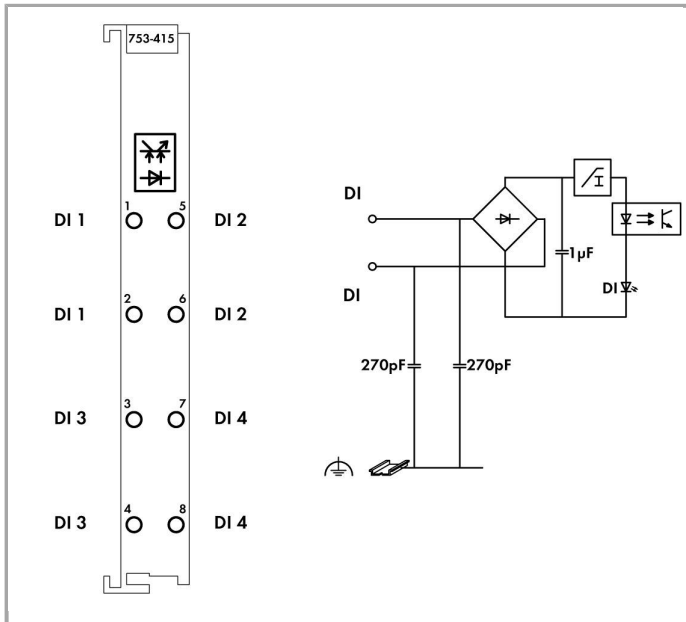 753-415
1 5
DI 1 DI 2
2 6
DI 1 DI 2
3 7
DI 3 DI 4
4 8
DI 3 DI 4
DI
DI
I
1µF
DI
270pF 270pF